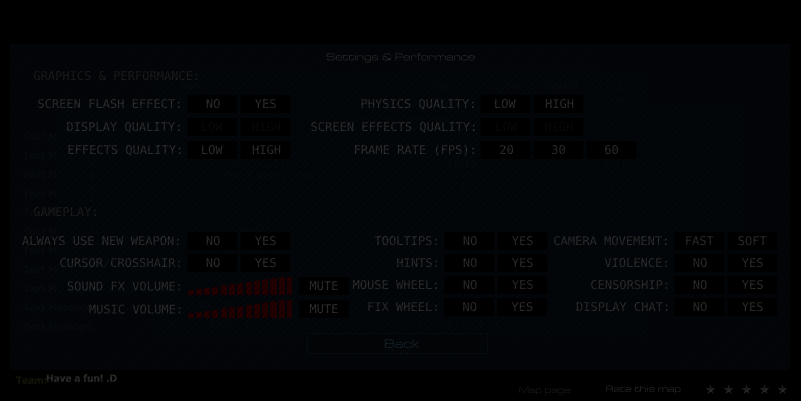 Settings & Performance
GRAPHICS & PERFORMANCE:
SCREEN FLASH EFFECT: NO YES PHYSICS QUALITY: LOW HIGH
DISPLAY QUALITY: LOW HIGH SCREEN EFFECTS QUALITY: LOW HIGH
EFFECTS QUALITY: LOW HIGH FRAME RATE (FPS): 20 30 60
GAMEPLAY:
ALWAYS USE NEW WEAPON: NO YES TOOLTIPS: NO YES CAMERA MOVEMENT: FAST SOFT
CURSOR/CROSSHAIR: NO YES HINTS: NO YES VIOLENCE: NO YES
SOUND FX VOLUME: MUTE MOUSE WHEEL: NO YES CENSORSHIP: NO YES
MUSIC VOLUME: MUTE FIX WHEEL: NO YES DISPLAY CHAT: NO YES
Back
Team: Have a fun! .D
Map page Rate this map